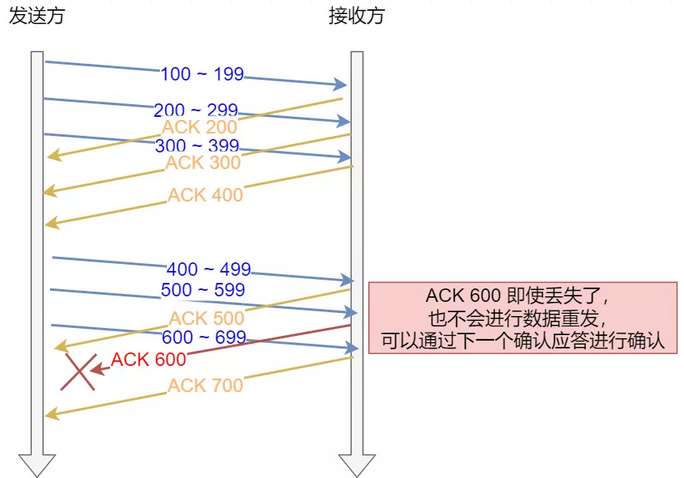 发送方
接收方
100 ~ 199
200 ~ 299
ACK 200
300 ~ 399
ACK 300
ACK 400
400 ~ 499
500 ~ 599
ACK 500
600 ~ 699
ACK 600
ACK 700
ACK 600 即使丢失了，
也不会进行数据重发，
可以通过下一个确认应答进行确认